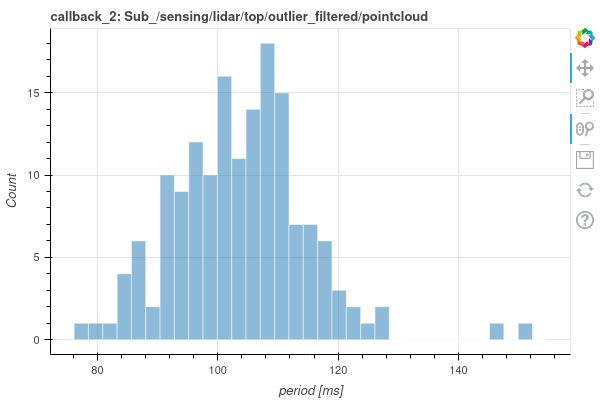 callback_2: Sub_/sensing/lidar/top/outlier_filtered/pointcloud
15
10
5
0
Count
80
100
120
140
period [ms]